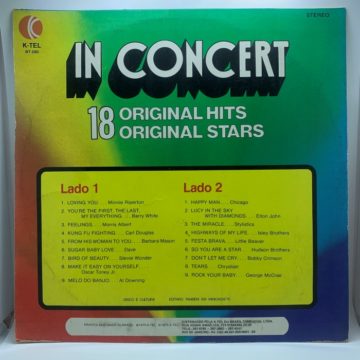 STEREO
K-TEL
IN CONCERT
18 ORIGINAL HITS
ORIGINAL STARS
Lado 1
1 LOVING YOU ... Minnie Riperton
2 YOU'RE THE FIRST, THE LAST,
MY EVERYTHING ... Barry White
3 FEELINGS ... Morris Albert
4 KUNG FU FIGHTING ... Carl Douglas
5 FROM HIS WOMAN TO YOU ... Barbara Mason
6 SUGAR BABY LOVE ... Dave
7 BIRD OF BEAUTY ... Stevie Wonder
8 MAKE IT EASY ON YOURSELF ...
Oscar Toney Jr.
9 MELÔ DO BANJO ... Al Downing
Lado 2
1 HAPPY MAN ... Chicago
2 LUCY IN THE SKY
WITH DIAMONDS ... Elton John
3 THE MIRACLE ... Stylistics
4 HIGHWAYS OF MY LIFE ... Isley Brothers
5 FESTA BRAVA ... Little Beaver
6 SO YOU ARE A STAR ... Hudson Brothers
7 DON'T LET ME CRY ... Bobby Crimson
8 TEARS ... Chrystian
9 ROCK YOUR BABY ... George McCrae
DISCO É CULTURA